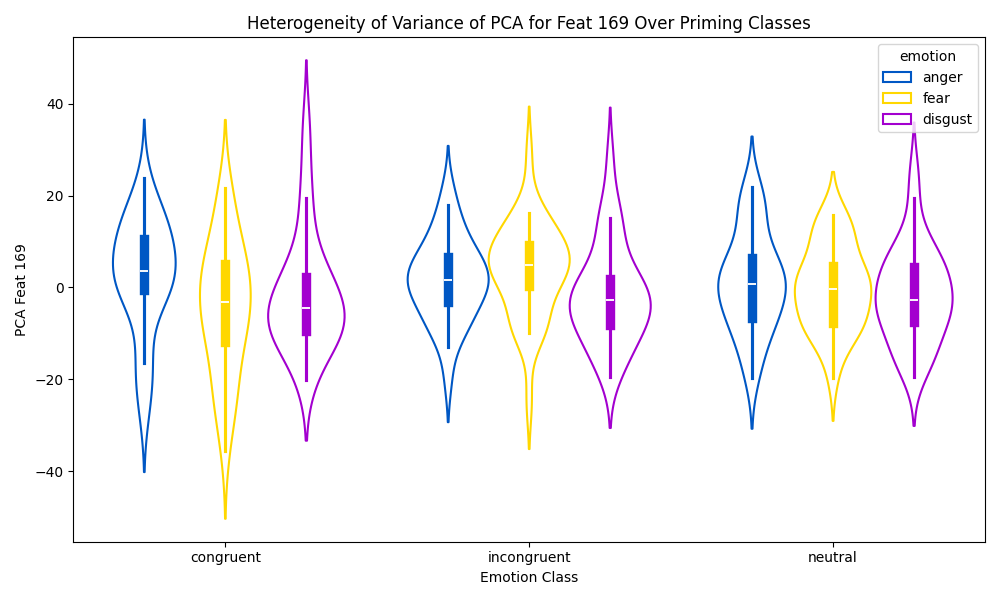 Heterogeneity of Variance of PCA for Feat 169 Over Priming Classes
emotion
anger
fear
disgust
PCA Feat 169
40
20
0
−20
−40
congruent
incongruent
neutral
Emotion Class